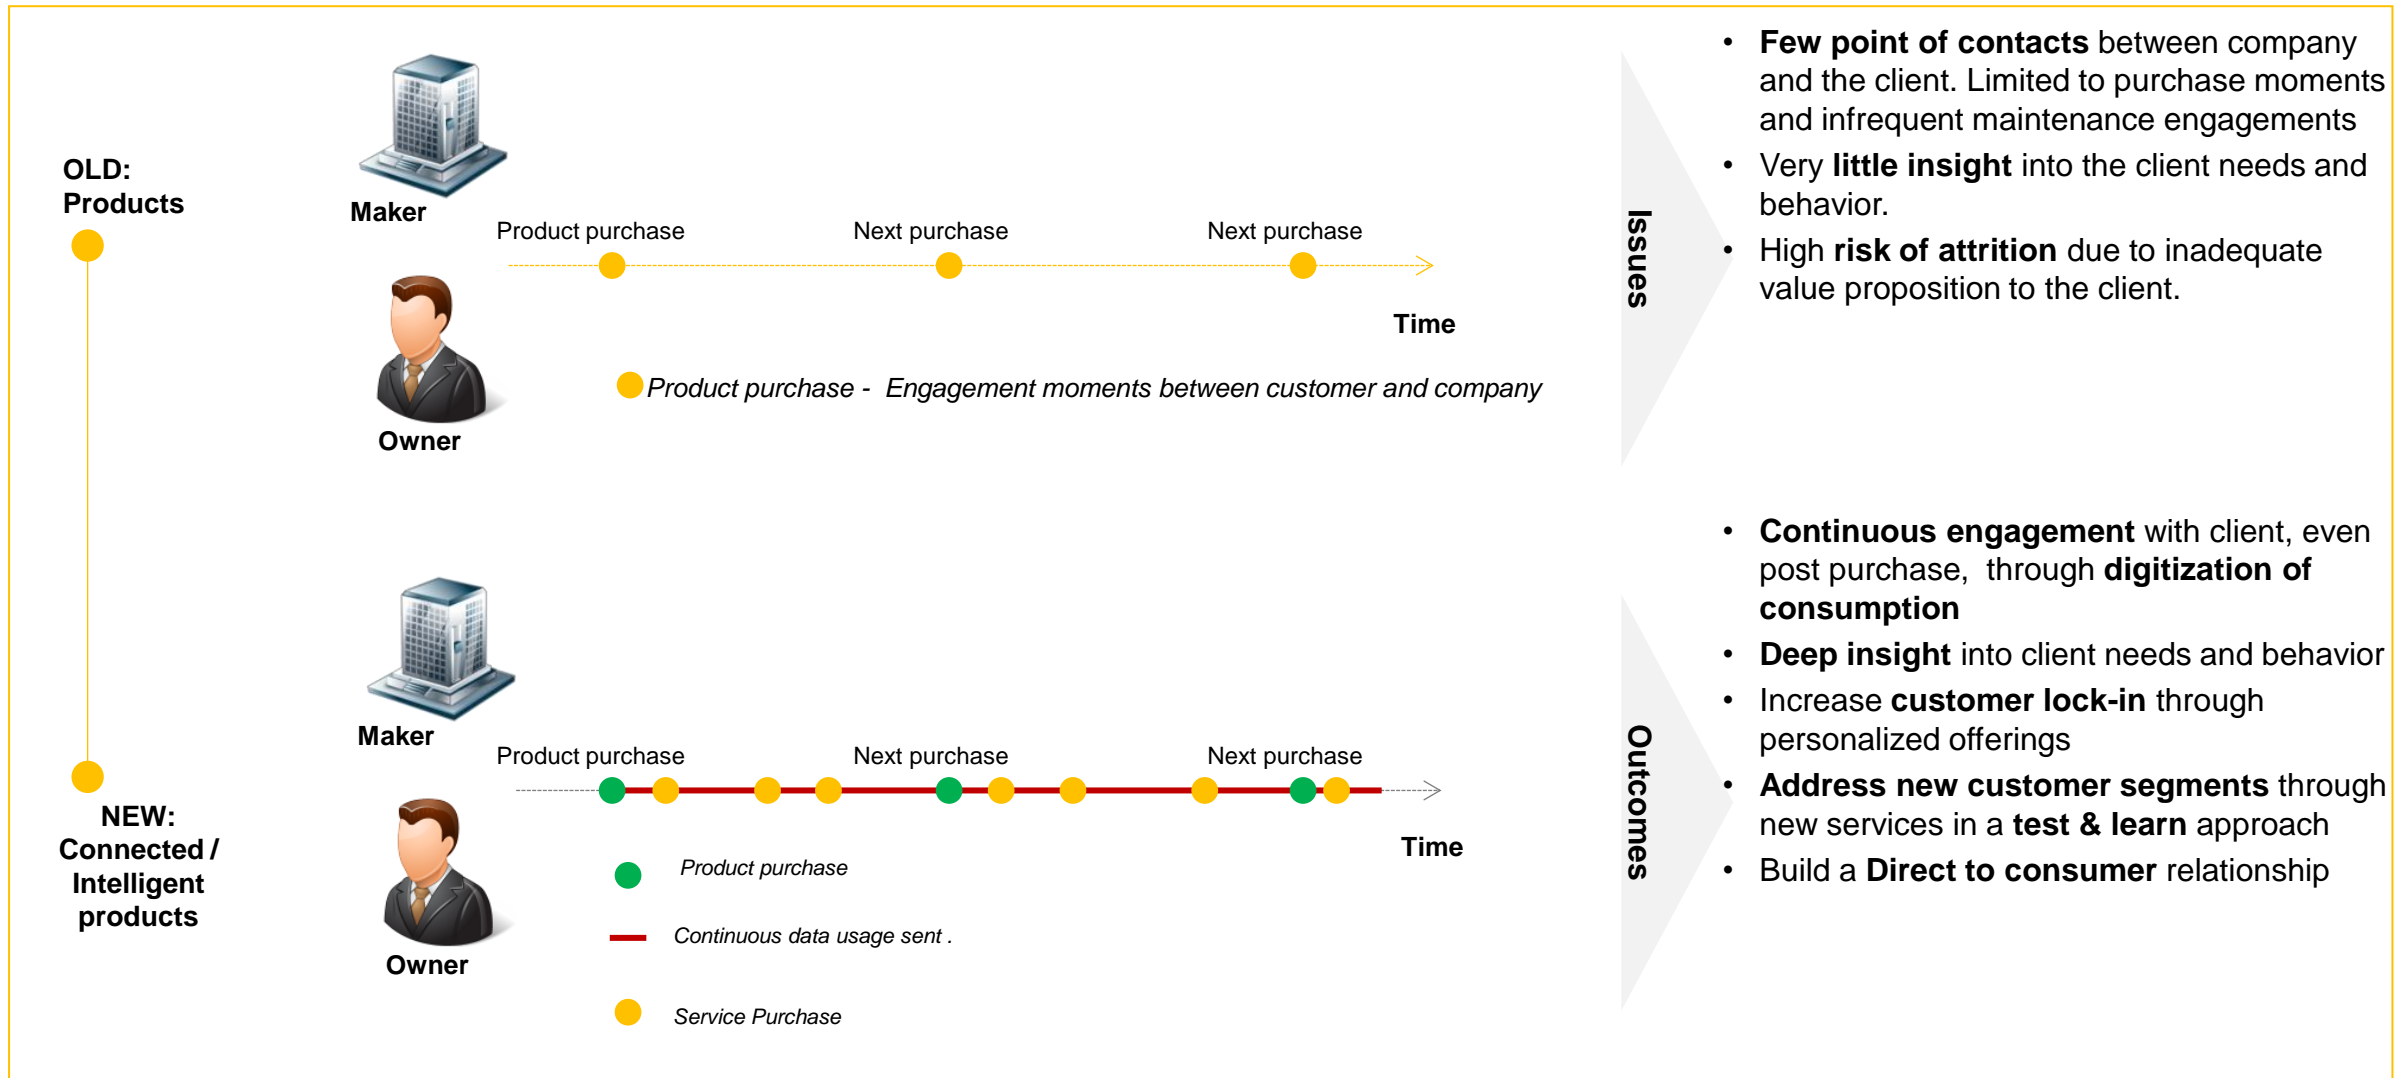 OLD:
Products
Maker
Product purchase
Next purchase
Next purchase
Time
Product purchase -  Engagement moments between customer and company
Owner
Issues
• Few point of contacts between company
and the client. Limited to purchase moments
and infrequent maintenance engagements
• Very little insight into the client needs and
behavior.
• High risk of attrition due to inadequate
value proposition to the client.
NEW:
Connected /
Intelligent
products
Maker
Product purchase
Next purchase
Next purchase
Time
Product purchase
Continuous data usage sent .
Service Purchase
Owner
Outcomes
• Continuous engagement with client, even
post purchase,  through digitization of
consumption
• Deep insight into client needs and behavior
• Increase customer lock-in through
personalized offerings
• Address new customer segments through
new services in a test & learn approach
• Build a Direct to consumer relationship